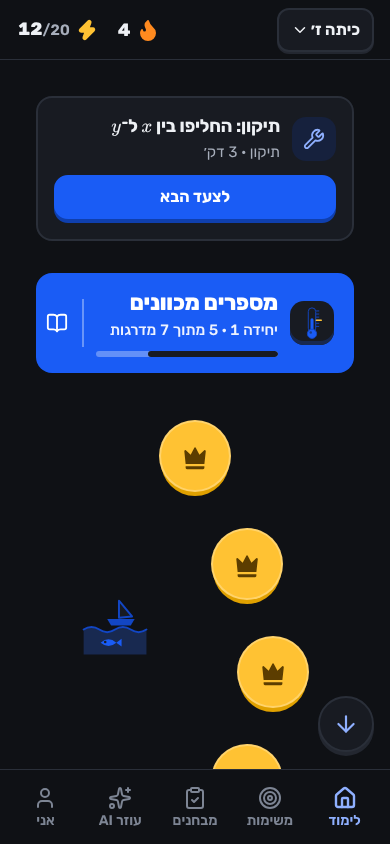 כיתה ז׳
4
12/20
תיקון: החליפו בין x ל־y
תיקון • 3 דק׳
לצעד הבא
מספרים מכוונים
יחידה 1 • 5 מתוך 7 מדרגות
לימוד
משימות
מבחנים
עוזר AI
אני